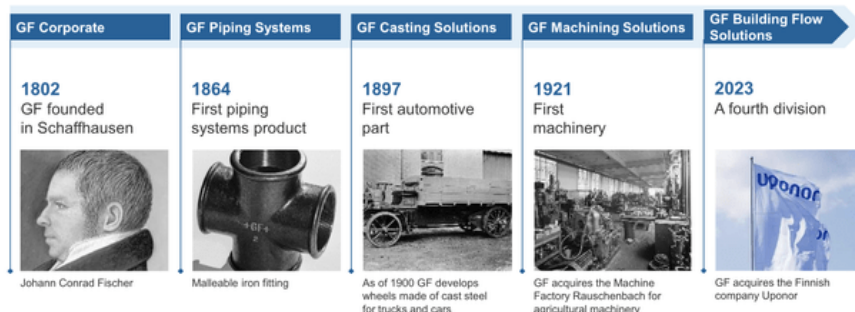 GF Corporate
1802
GF founded
in Schaffhausen
Johann Conrad Fischer
GF Piping Systems
1864
First piping
systems product
+GF+
2
Malleable iron fitting
GF Casting Solutions
1897
First automotive
part
As of 1900 GF develops
wheels made of cast steel
for trucks and cars
GF Machining Solutions
1921
First
machinery
GF acquires the Machine
Factory Rauschenbach for
agricultural machinery
GF Building Flow
Solutions
2023
A fourth division
uponor
uponor
GF acquires the Finnish
company Uponor